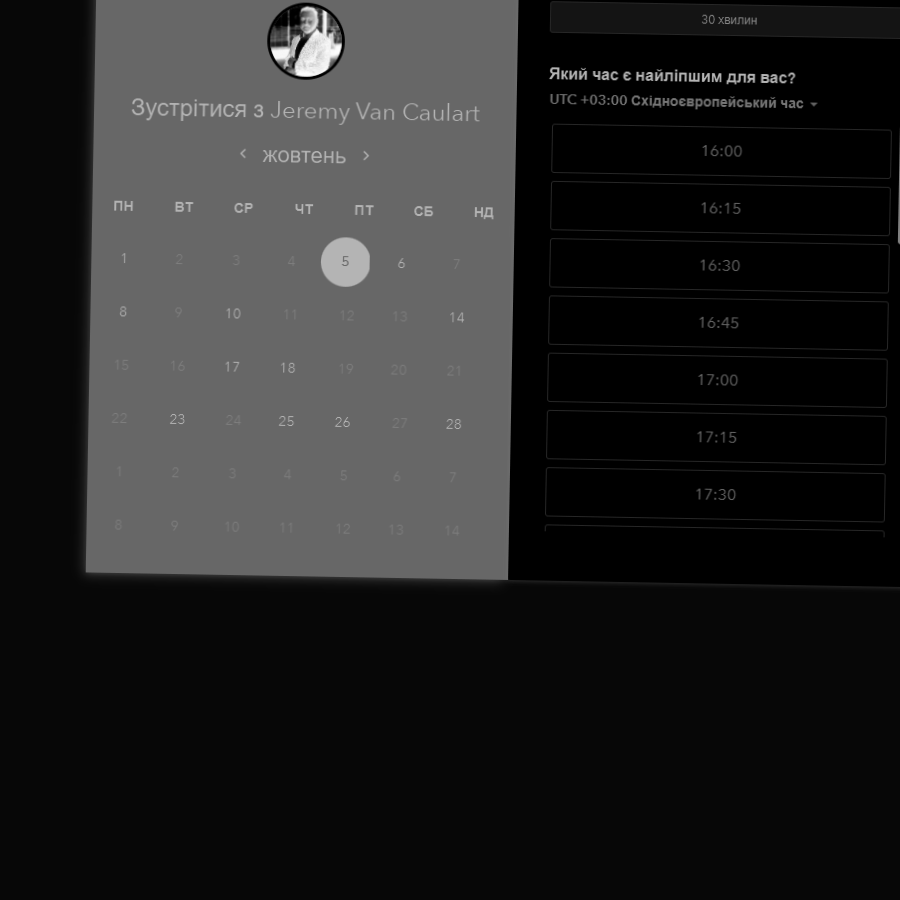 Зустрітися з Jeremy Van Caulart
жовтень
ПН ВТ СР ЧТ ПТ СБ НД
1 2 3 4 5 6 7
8 9 10 11 12 13 14
15 16 17 18 19 20 21
22 23 24 25 26 27 28
1 2 3 4 5 6 7
8 9 10 11 12 13 14
30 хвилин
Який час є найліпшим для вас?
UTC +03:00 Східноєвропейський час
16:00
16:15
16:30
16:45
17:00
17:15
17:30